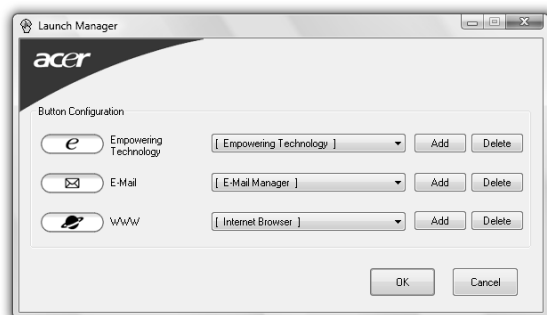 Launch Manager
acer
Button Configuration
e
Empowering
Technology
[ Empowering Technology ]
Add
Delete
E-Mail
[ E-Mail Manager ]
Add
Delete
WWW
[ Internet Browser ]
Add
Delete
OK
Cancel